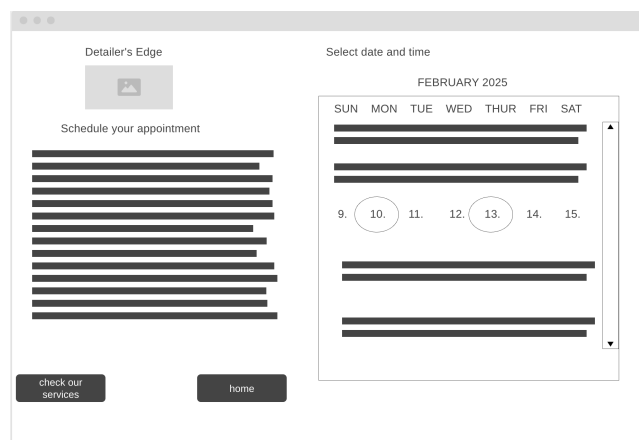 Detailer's Edge
Schedule your appointment
check our
services
home
Select date and time
FEBRUARY 2025
SUN MON TUE WED THUR FRI SAT
9. 10. 11. 12. 13. 14. 15.